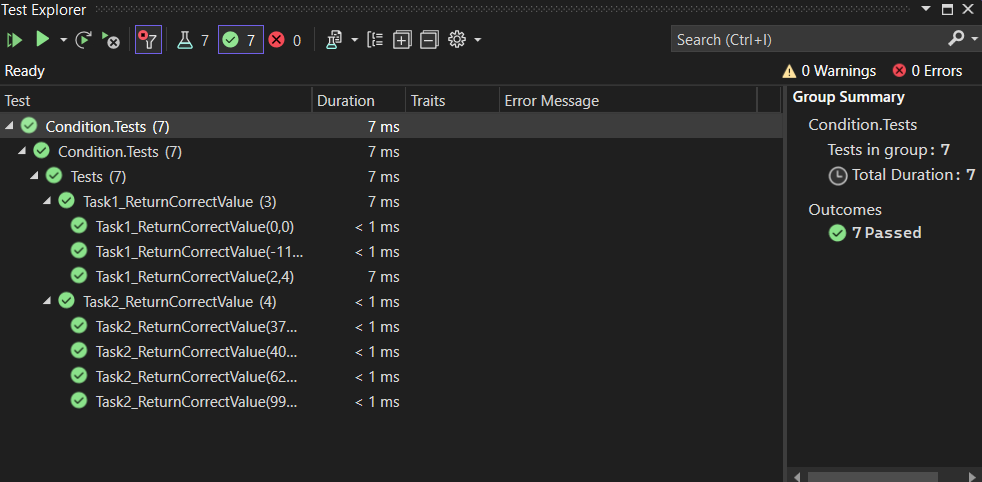 Test Explorer
7 7 0 Search (Ctrl+I)
Ready 0 Warnings 0 Errors
Test Duration Traits Error Message
Group Summary
Condition.Tests (7) 7 ms
Condition.Tests
Condition.Tests (7) 7 ms
Tests in group: 7
Tests (7) 7 ms
Total Duration: 7
Task1_ReturnCorrectValue (3) 7 ms
Outcomes
Task1_ReturnCorrectValue(0,0) < 1 ms
7 Passed
Task1_ReturnCorrectValue(-11... < 1 ms
Task1_ReturnCorrectValue(2,4) 7 ms
Task2_ReturnCorrectValue (4) < 1 ms
Task2_ReturnCorrectValue(37... < 1 ms
Task2_ReturnCorrectValue(40... < 1 ms
Task2_ReturnCorrectValue(62... < 1 ms
Task2_ReturnCorrectValue(99... < 1 ms